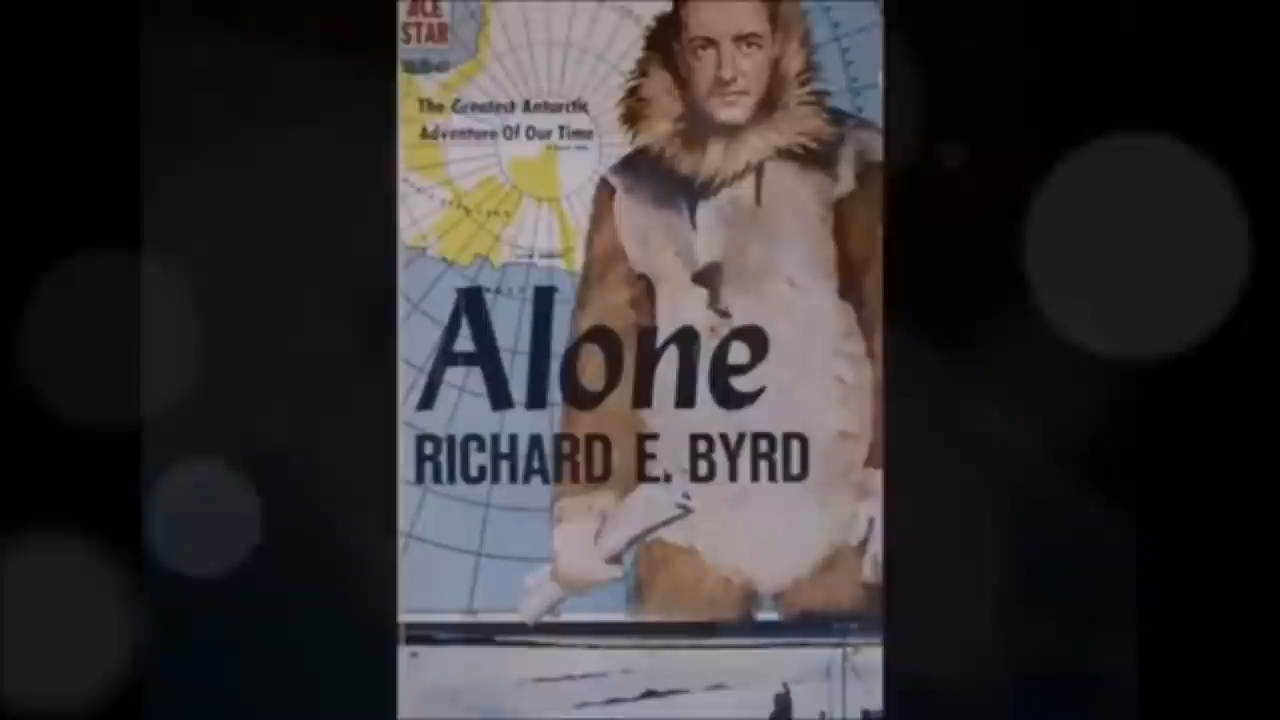 ACE
STAR
The Greatest Antarctic
Adventure Of Our Time
Alone
RICHARD E. BYRD